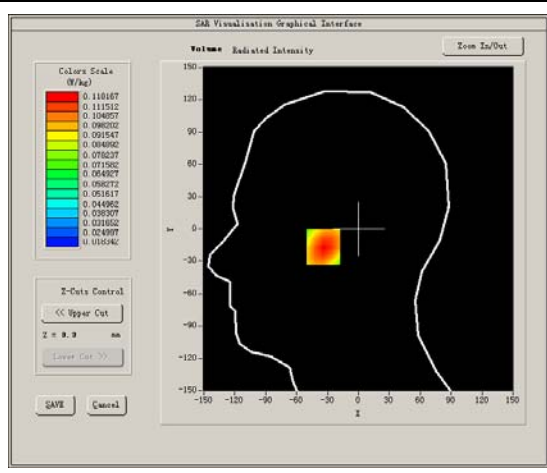 SAR Visualisation Graphical Interface
Volume Radiated Intensity
Zoom In/Out
Colors Scale
(W/kg)
0.118167
0.111512
0.104857
0.098202
0.091547
0.084892
0.078237
0.071582
0.064927
0.058272
0.051617
0.044962
0.038307
0.031652
0.024997
0.018342
150
120
90
60
30
0
-30
-60
-90
-120
-150
Y
-150 -120 -90 -60 -30 0 30 60 90 120 150
X
Z-Cuts Control
<< Upper Cut
Z = 0.0 mm
Lower Cut >>
SAVE
Cancel